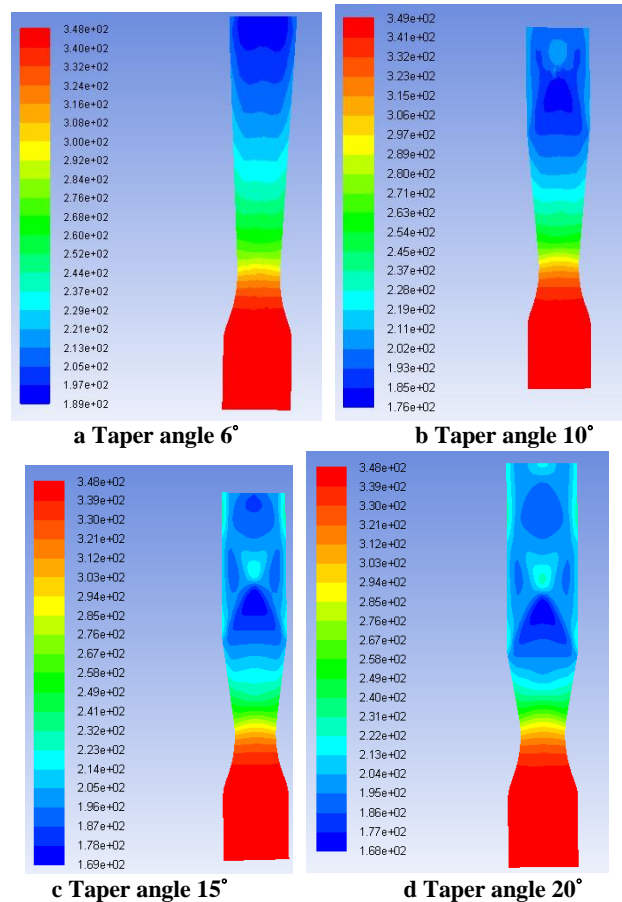 3.48e+02
3.40e+02
3.32e+02
3.24e+02
3.16e+02
3.08e+02
3.00e+02
2.92e+02
2.84e+02
2.76e+02
2.68e+02
2.60e+02
2.52e+02
2.44e+02
2.37e+02
2.29e+02
2.21e+02
2.13e+02
2.05e+02
1.97e+02
1.89e+02
a Taper angle 6°
3.49e+02
3.41e+02
3.32e+02
3.23e+02
3.15e+02
3.06e+02
2.97e+02
2.89e+02
2.80e+02
2.71e+02
2.63e+02
2.54e+02
2.45e+02
2.37e+02
2.28e+02
2.19e+02
2.11e+02
2.02e+02
1.93e+02
1.85e+02
1.76e+02
b Taper angle 10°
3.48e+02
3.39e+02
3.30e+02
3.21e+02
3.12e+02
3.03e+02
2.94e+02
2.85e+02
2.76e+02
2.67e+02
2.58e+02
2.49e+02
2.41e+02
2.32e+02
2.23e+02
2.14e+02
2.05e+02
1.96e+02
1.87e+02
1.78e+02
1.69e+02
c Taper angle 15°
3.48e+02
3.39e+02
3.30e+02
3.21e+02
3.12e+02
3.03e+02
2.94e+02
2.85e+02
2.76e+02
2.67e+02
2.58e+02
2.49e+02
2.40e+02
2.31e+02
2.22e+02
2.13e+02
2.04e+02
1.95e+02
1.86e+02
1.77e+02
1.68e+02
d Taper angle 20°